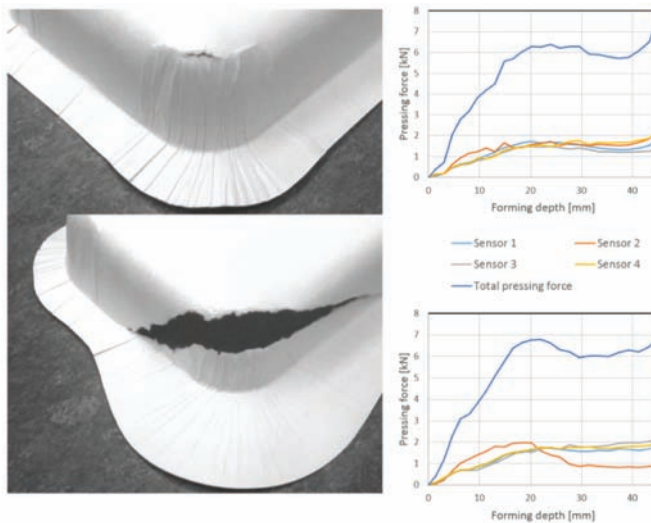 8
7
6
5
4
3
2
1
0
Pressing force [kN]
0 10 20 30 40
Forming depth [mm]
Sensor 1 Sensor 2
Sensor 3 Sensor 4
Total pressing force
8
7
6
5
4
3
2
1
0
Pressing force [kN]
0 10 20 30 40
Forming depth [mm]